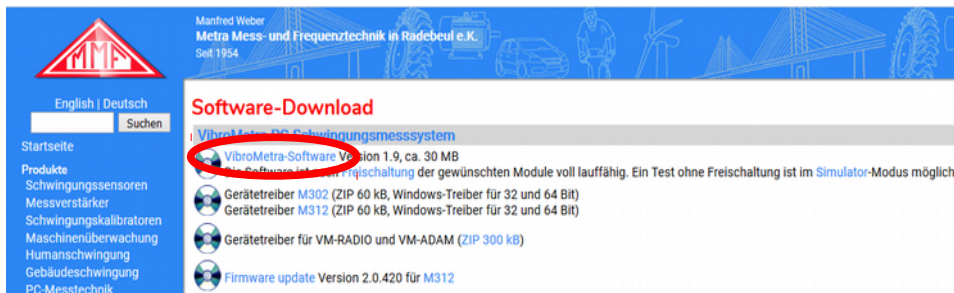 MMF
Manfred Weber
Metra Mess- und Frequenztechnik in Radebeul e.K.
Seit 1954
English | Deutsch
Suchen
Startseite
Produkte
Schwingungssensoren
Messverstärker
Schwingungskalibratoren
Maschinenüberwachung
Humanschwingung
Gebäudeschwingung
PC-Messtechnik
Software-Download
VibroMetra PC-Schwingungsmesssystem
VibroMetra-Software Version 1.9, ca. 30 MB
Die Software ist nach Freischaltung der gewünschten Module voll lauffähig. Ein Test ohne Freischaltung ist im Simulator-Modus möglich
Gerätetreiber M302 (ZIP 60 kB, Windows-Treiber für 32 und 64 Bit)
Gerätetreiber M312 (ZIP 60 kB, Windows-Treiber für 32 und 64 Bit)
Gerätetreiber für VM-RADIO und VM-ADAM (ZIP 300 kB)
Firmware update Version 2.0.420 für M312